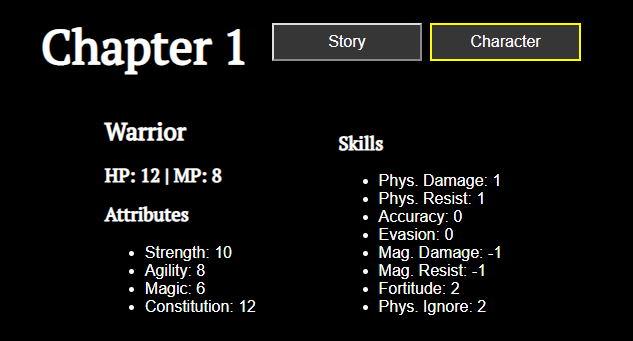 Chapter 1
Story
Character
Warrior
HP: 12 | MP: 8
Attributes
Strength: 10
Agility: 8
Magic: 6
Constitution: 12
Skills
Phys. Damage: 1
Phys. Resist: 1
Accuracy: 0
Evasion: 0
Mag. Damage: -1
Mag. Resist: -1
Fortitude: 2
Phys. Ignore: 2